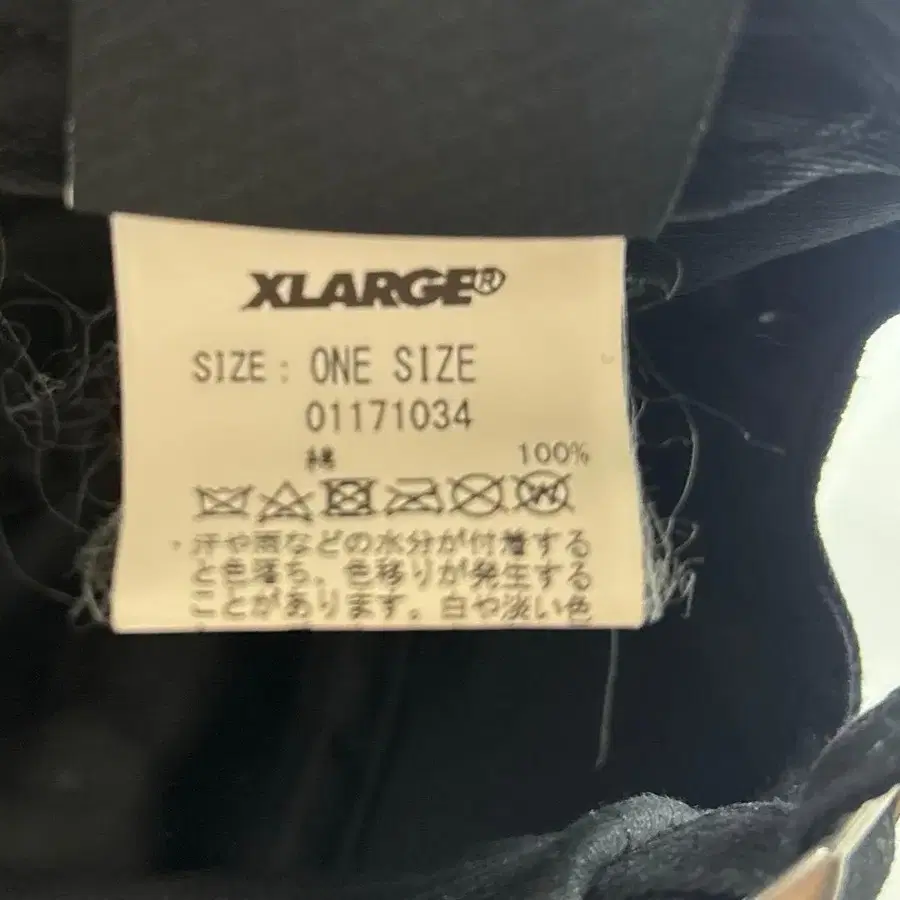 XLARGE®
SIZE : ONE SIZE
01171034
綿 100%
・汗や雨などの水分が付着する
と色落ち、色移りが発生する
ことがあります。白や淡い色